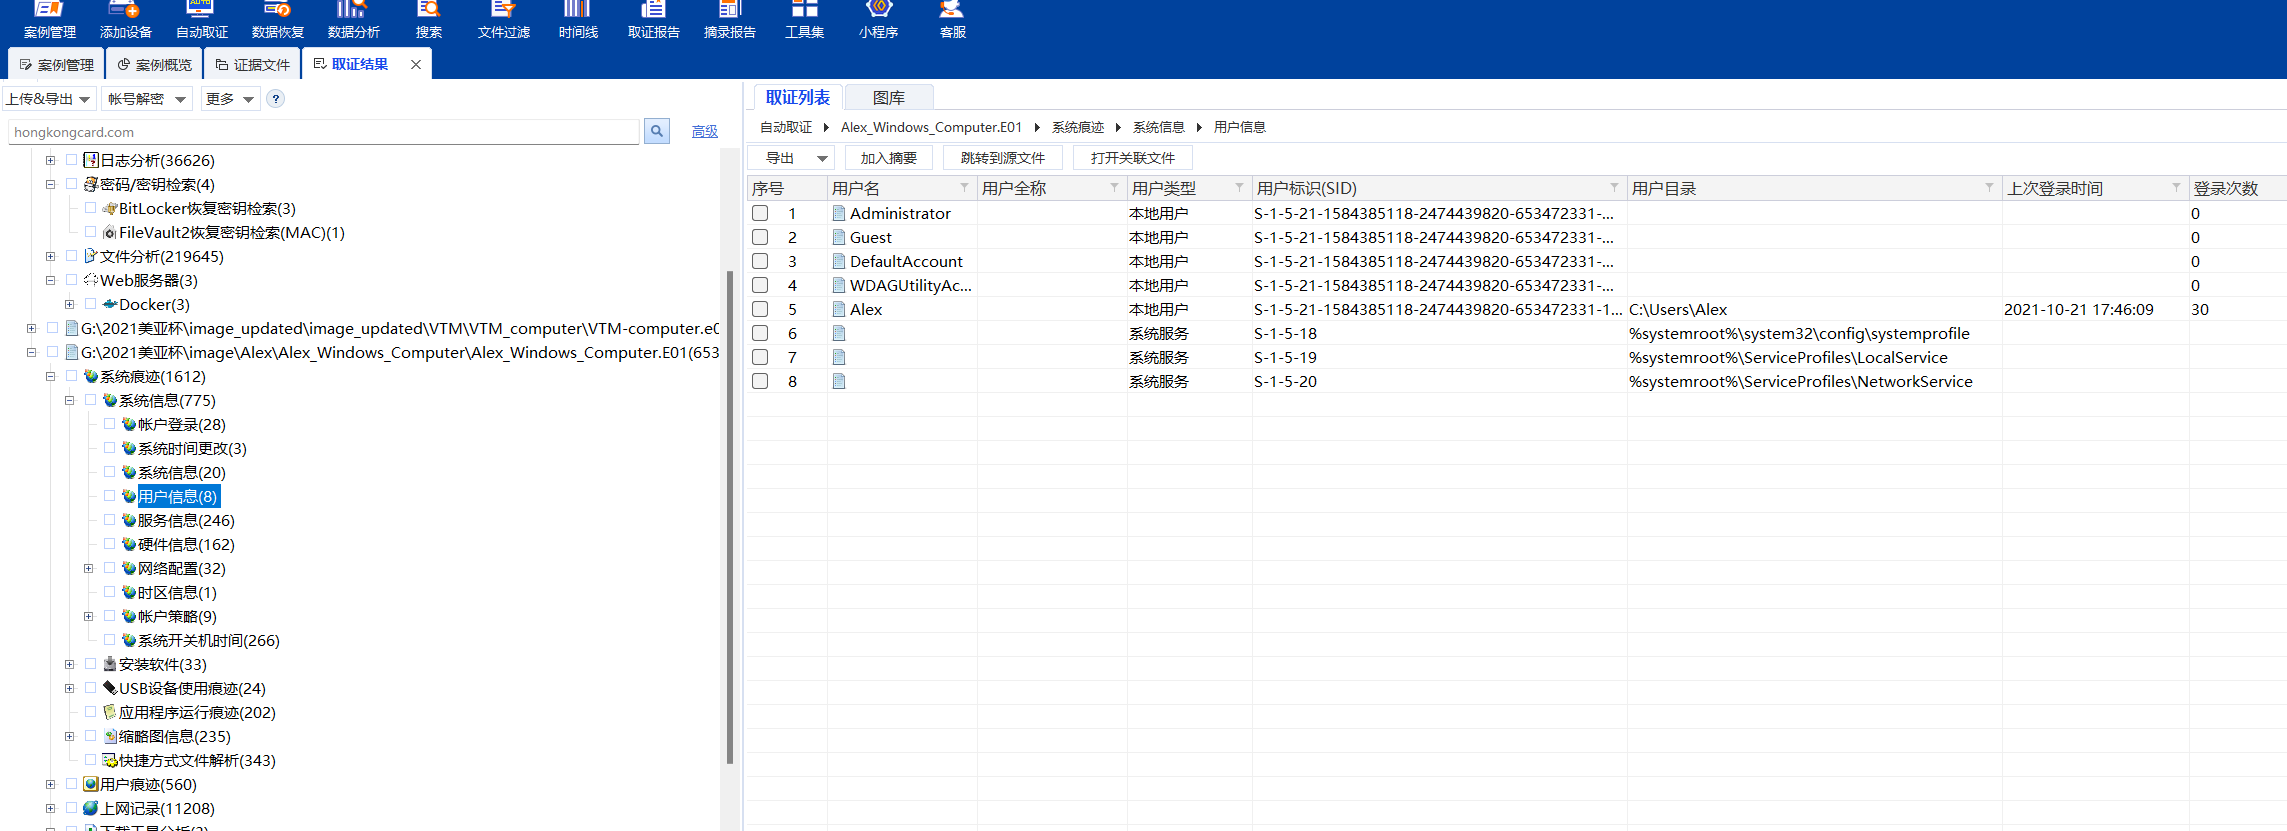 案例管理 添加设备 自动取证 数据恢复 数据分析 搜索 文件过滤 时间线 取证报告 摘录报告 工具集 小程序 客服
案例管理 案例概览 证据文件 取证结果
上传&导出 帐号解密 更多 ?
hongkongcard.com 高级
日志分析(36626)
密码/密钥检索(4)
BitLocker恢复密钥检索(3)
FileVault2恢复密钥检索(MAC)(1)
文件分析(219645)
Web服务器(3)
Docker(3)
G:\2021美亚杯\image_updated\image_updated\VTM\VTM_computer\VTM-computer.e0
G:\2021美亚杯\image\Alex\Alex_Windows_Computer\Alex_Windows_Computer.E01(653
系统痕迹(1612)
系统信息(775)
帐户登录(28)
系统时间更改(3)
系统信息(20)
用户信息(8)
服务信息(246)
硬件信息(162)
网络配置(32)
时区信息(1)
帐户策略(9)
系统开关机时间(266)
安装软件(33)
USB设备使用痕迹(24)
应用程序运行痕迹(202)
缩略图信息(235)
快捷方式文件解析(343)
用户痕迹(560)
上网记录(11208)
取证列表 图库
自动取证 Alex_Windows_Computer.E01 系统痕迹 系统信息 用户信息
导出 加入摘要 跳转到源文件 打开关联文件
序号 用户名 用户全称 用户类型 用户标识(SID) 用户目录 上次登录时间 登录次数
1 Administrator 本地用户 S-1-5-21-1584385118-2474439820-653472331-... 0
2 Guest 本地用户 S-1-5-21-1584385118-2474439820-653472331-... 0
3 DefaultAccount 本地用户 S-1-5-21-1584385118-2474439820-653472331-... 0
4 WDAGUtilityAc... 本地用户 S-1-5-21-1584385118-2474439820-653472331-... 0
5 Alex 本地用户 S-1-5-21-1584385118-2474439820-653472331-1... C:\Users\Alex 2021-10-21 17:46:09 30
6 系统服务 S-1-5-18 %systemroot%\system32\config\systemprofile
7 系统服务 S-1-5-19 %systemroot%\ServiceProfiles\LocalService
8 系统服务 S-1-5-20 %systemroot%\ServiceProfiles\NetworkService